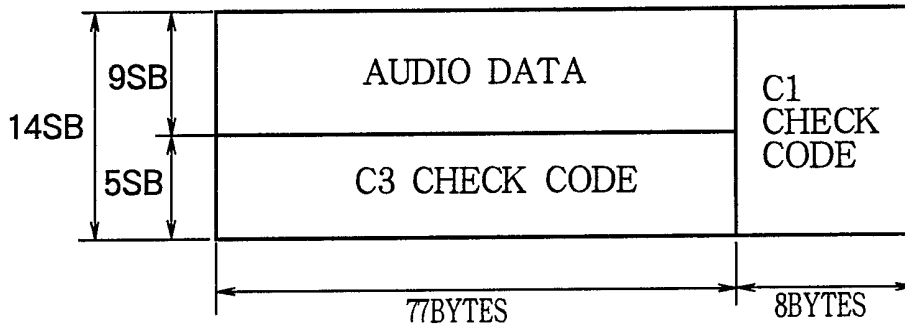 9SB
14SB
5SB
AUDIO DATA
C3 CHECK CODE
C1
CHECK
CODE
77BYTES
8BYTES